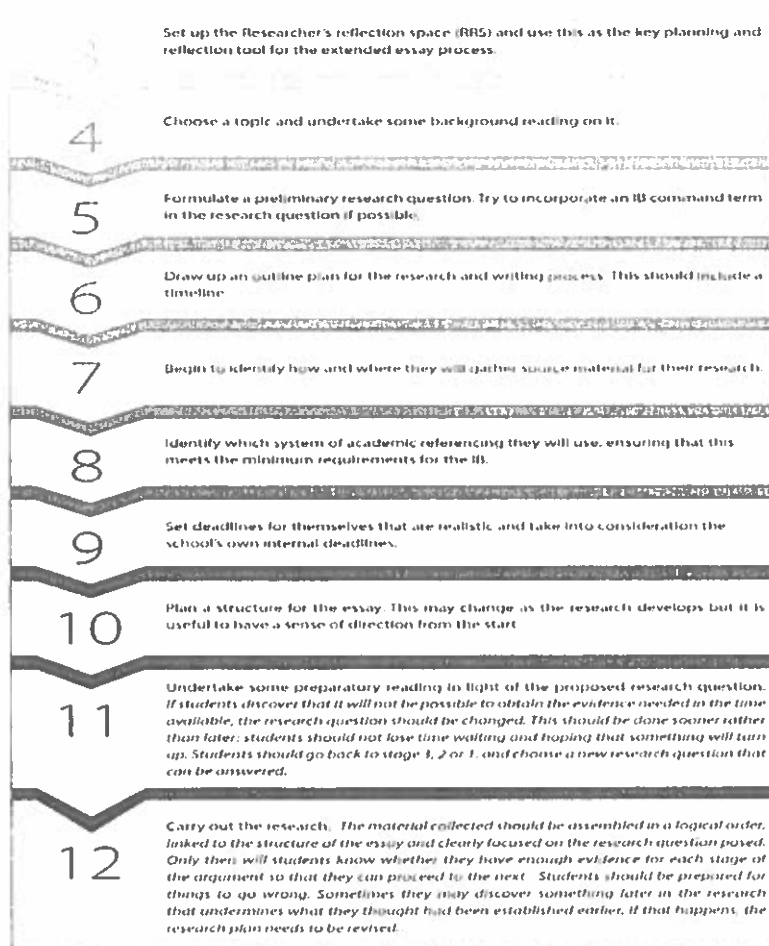 Set up the Researcher's reflection space (RRS) and use this as the key planning and
reflection tool for the extended essay process.
4
Choose a topic and undertake some background reading on it.
5
Formulate a preliminary research question. Try to incorporate an IB command term
in the research question if possible.
6
Draw up an outline plan for the research and writing process. This should include a
timeline
7
Begin to identify how and where they will gather source material for their research.
8
Identify which system of academic referencing they will use, ensuring that this
meets the minimum requirements for the IB.
9
Set deadlines for themselves that are realistic and take into consideration the
school's own internal deadlines.
10
Plan a structure for the essay. This may change as the research develops but it is
useful to have a sense of direction from the start
11
Undertake some preparatory reading in light of the proposed research question.
If students discover that it will not be possible to obtain the evidence needed in the time
available, the research question should be changed. This should be done sooner rather
than later: students should not lose time waiting and hoping that something will turn
up. Students should go back to stage 3, 2 or 1, and choose a new research question that
can be answered.
12
Carry out the research. The material collected should be assembled in a logical order,
linked to the structure of the essay and clearly focused on the research question posed.
Only then will students know whether they have enough evidence for each stage of
the argument so that they can proceed to the next. Students should be prepared for
things to go wrong. Sometimes they may discover something later in the research
that undermines what they thought had been established earlier. If that happens, the
research plan needs to be revised.